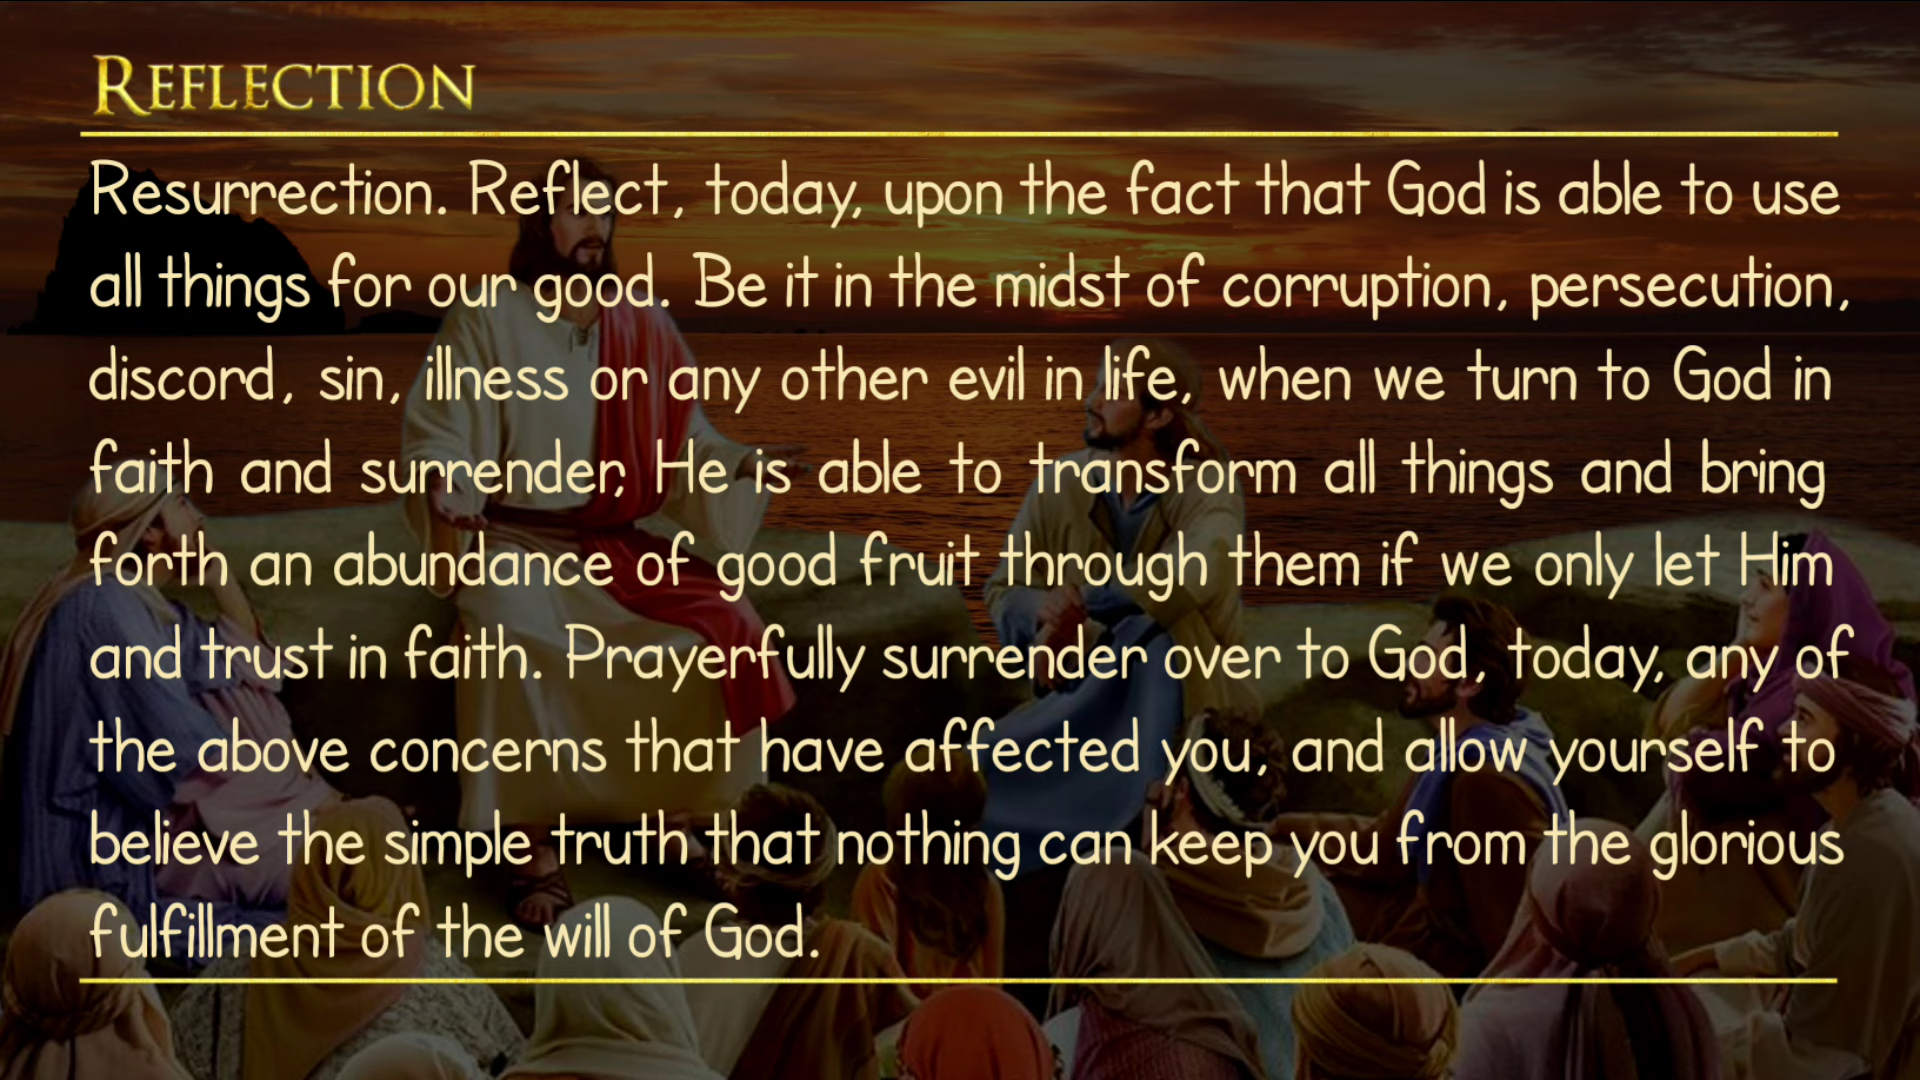 REFLECTION
Resurrection. Reflect, today, upon the fact that God is able to use
all things for our good. Be it in the midst of corruption, persecution,
discord, sin, illness or any other evil in life, when we turn to God in
faith and surrender, He is able to transform all things and bring
forth an abundance of good fruit through them if we only let Him
and trust in faith. Prayerfully surrender over to God, today, any of
the above concerns that have affected you, and allow yourself to
believe the simple truth that nothing can keep you from the glorious
fulfillment of the will of God.